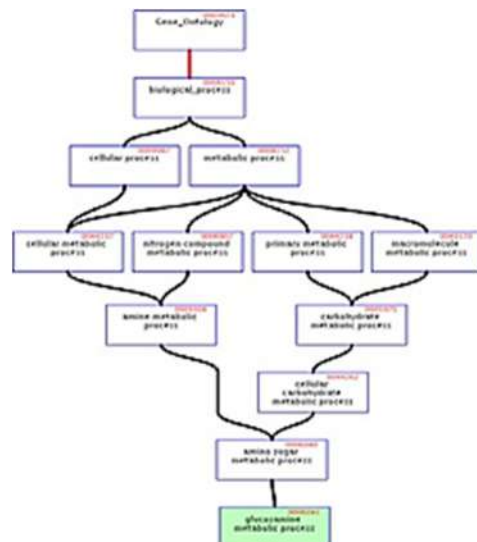 Gene_Ontology
biological_process
cellular process
metabolic process
cellular metabolic
process
nitrogen compound
metabolic process
primary metabolic
process
macromolecule
metabolic process
amine metabolic
process
carbohydrate
metabolic process
cellular
carbohydrate
metabolic process
amino sugar
metabolic process
glucosamine
metabolic process